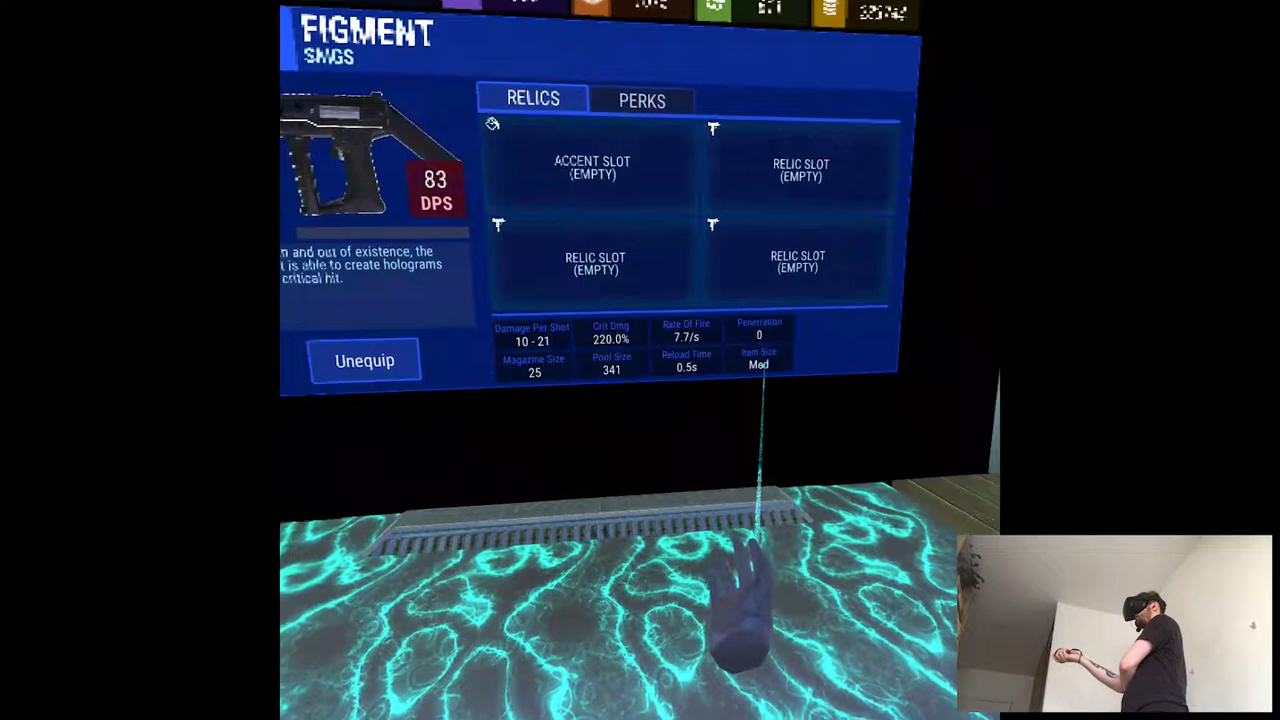 FIGMENT
SMGS
RELICS
PERKS
ACCENT SLOT
(EMPTY)
RELIC SLOT
(EMPTY)
83
DPS
RELIC SLOT
(EMPTY)
RELIC SLOT
(EMPTY)
n and out of existence, the
is able to create holograms
critical hit.
Damage Per Shot
10 - 21
Crit Dmg
220.0%
Rate Of Fire
7.7/s
Penetration
0
Magazine Size
25
Pool Size
341
Reload Time
0.5s
Item Size
Med
Unequip